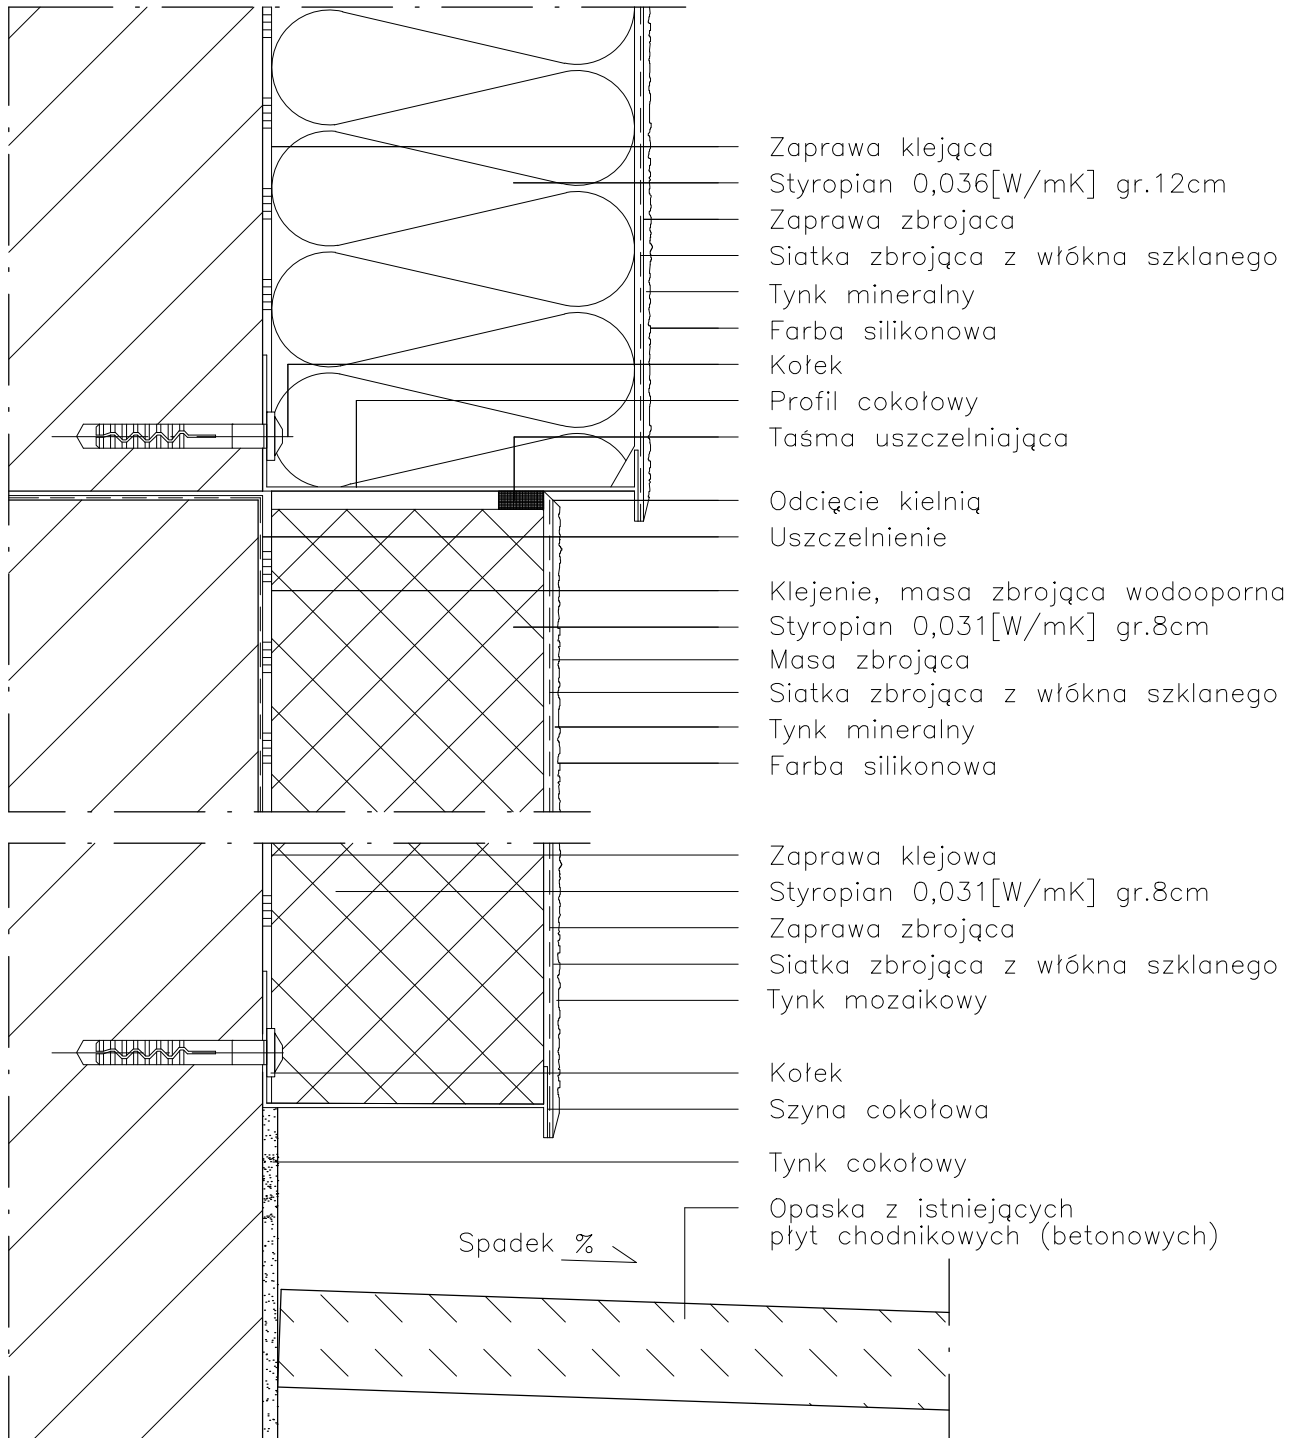 Zaprawa klejąca
Styropian 0,036[W/mK] gr.12cm
Zaprawa zbrojaca
Siatka zbrojąca z włókna szklanego
Tynk mineralny
Farba silikonowa
Kołek
Profil cokołowy
Taśma uszczelniająca
Odcięcie kielnią
Uszczelnienie
Klejenie, masa zbrojąca wodooporna
Styropian 0,031[W/mK] gr.8cm
Masa zbrojąca
Siatka zbrojąca z włókna szklanego
Tynk mineralny
Farba silikonowa
Zaprawa klejowa
Styropian 0,031[W/mK] gr.8cm
Zaprawa zbrojąca
Siatka zbrojąca z włókna szklanego
Tynk mozaikowy
Kołek
Szyna cokołowa
Tynk cokołowy
Opaska z istniejących
płyt chodnikowych (betonowych)
Spadek %